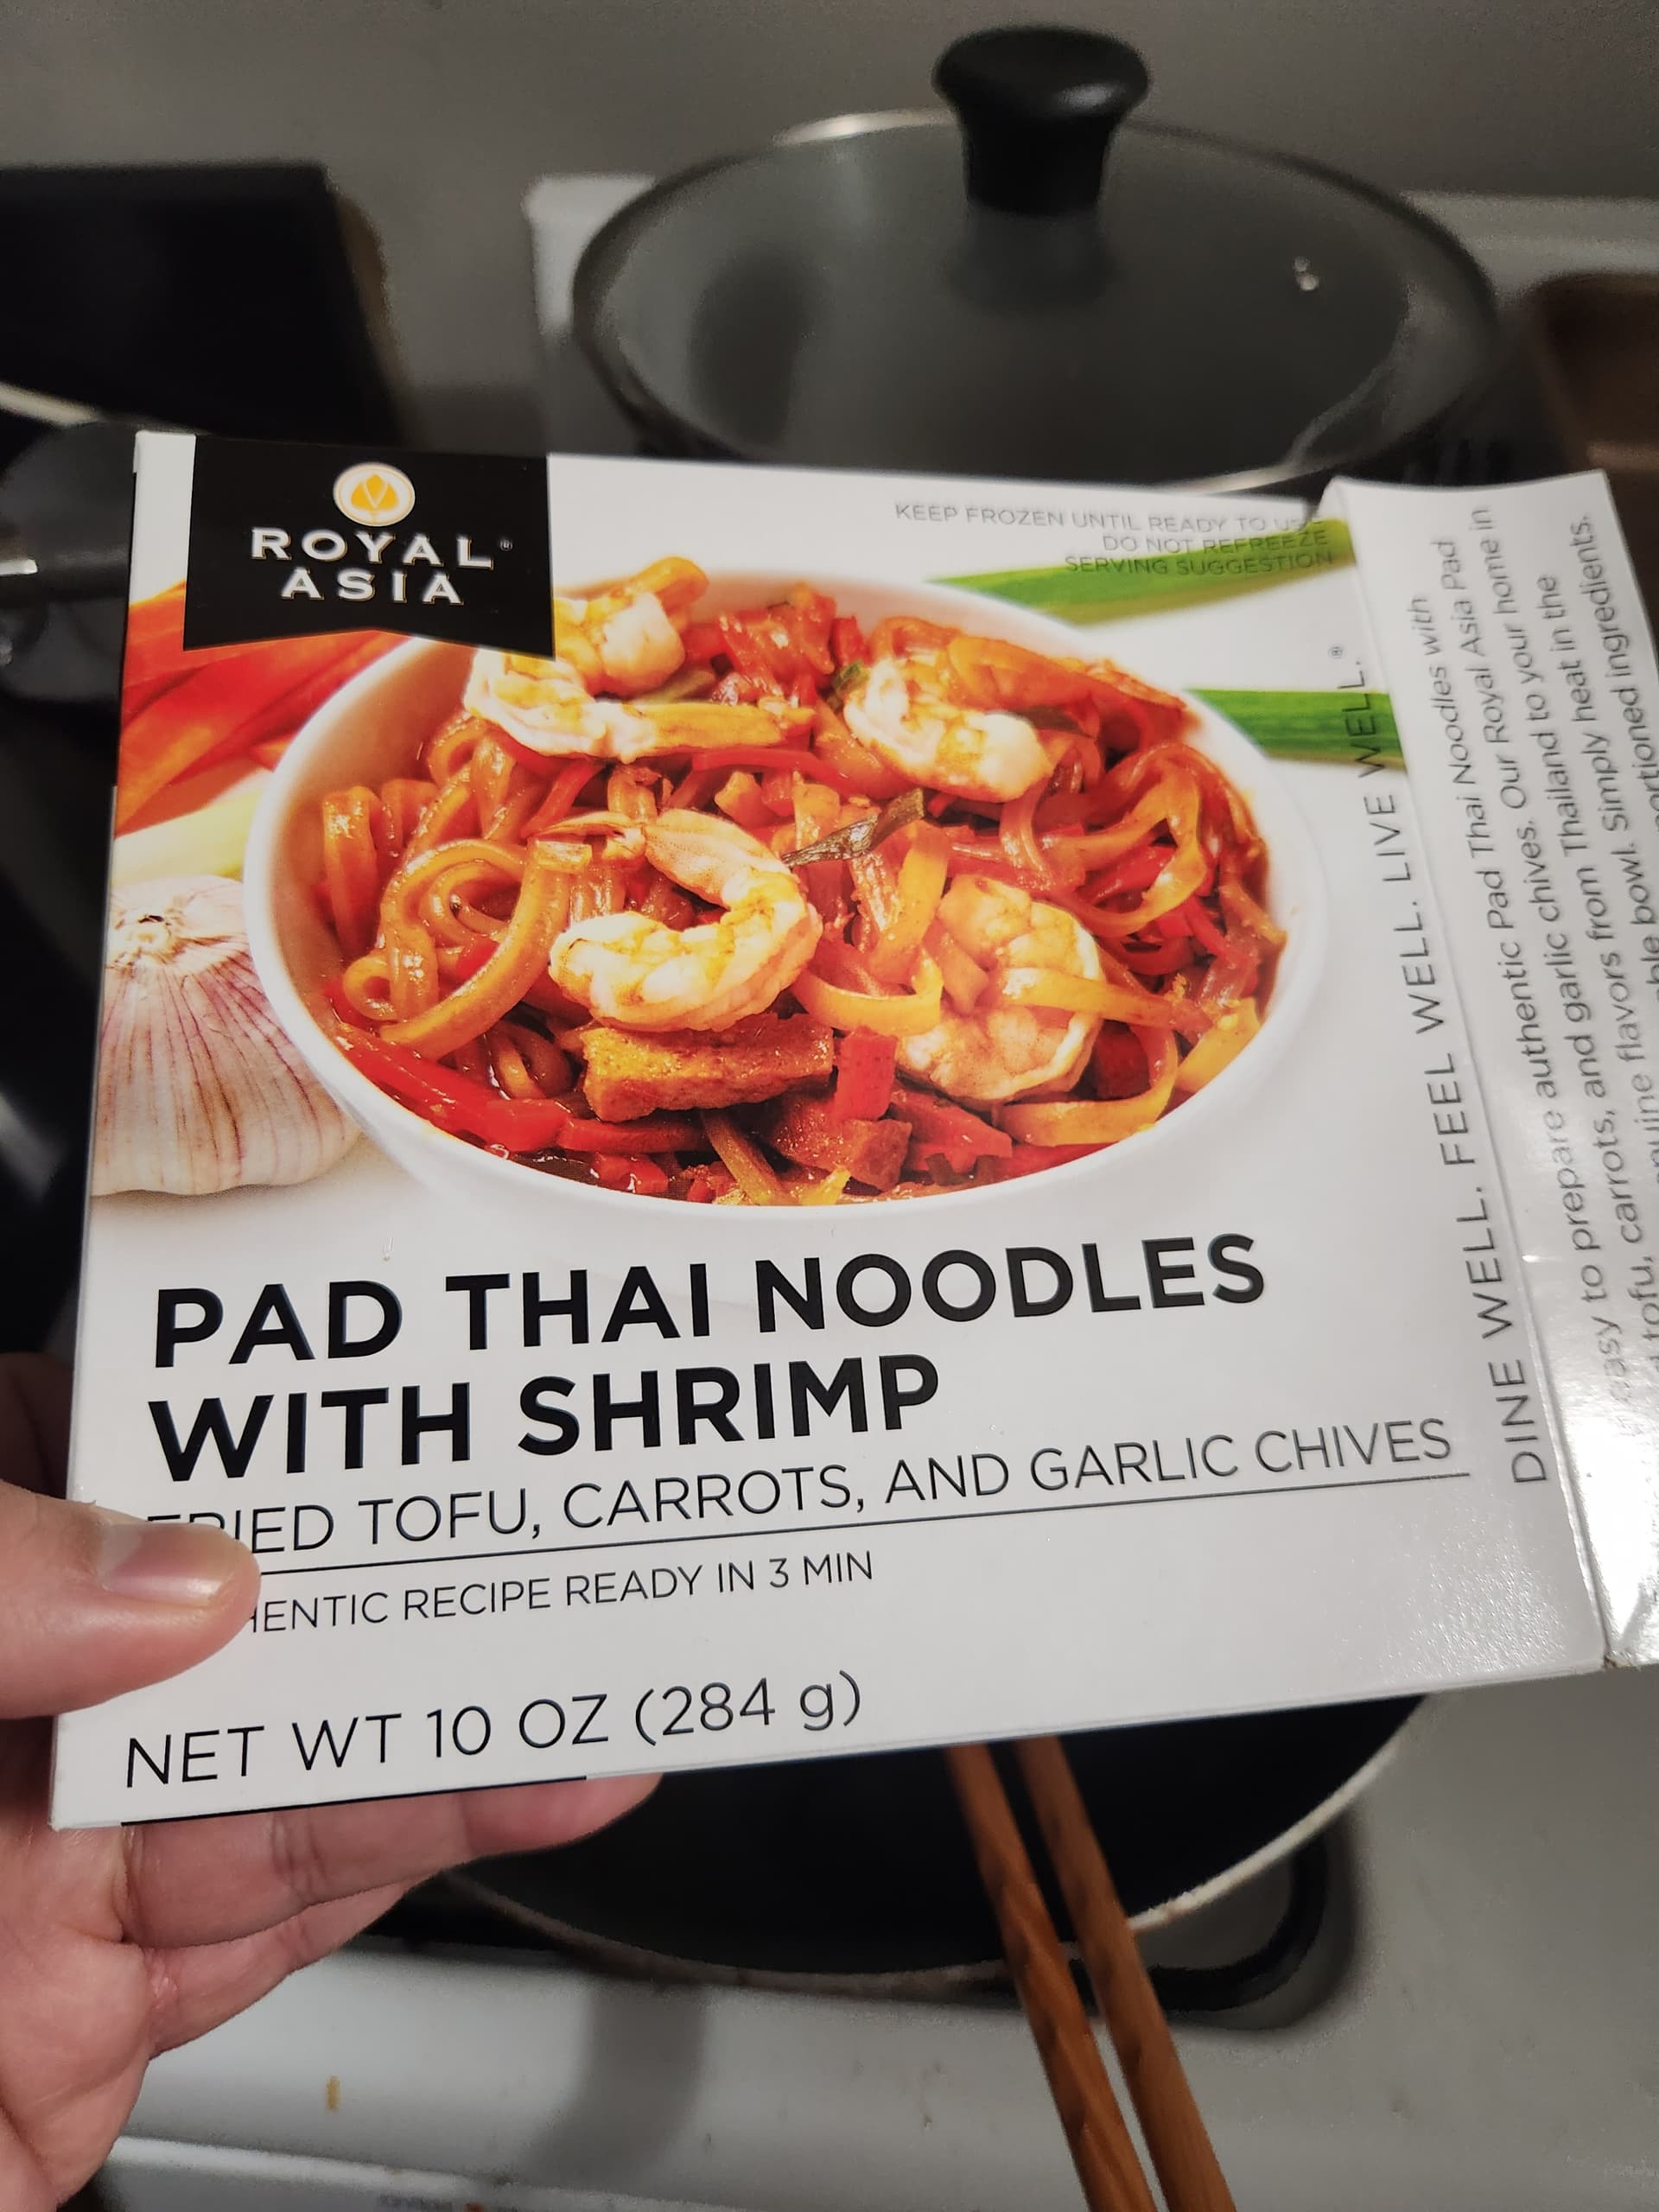 ROYAL®
ASIA
KEEP FROZEN UNTIL READY TO USE
DO NOT REFREEZE
SERVING SUGGESTION
PAD THAI NOODLES
WITH SHRIMP
FRIED TOFU, CARROTS, AND GARLIC CHIVES
HENTIC RECIPE READY IN 3 MIN
NET WT 10 OZ (284 g)
DINE WELL. FEEL WELL. LIVE WELL.®
easy to prepare authentic Pad Thai Noodles with
tofu, carrots, and garlic chives. Our Royal Asia Pad
flavors from Thailand to your home in
bowl. Simply heat in the
portioned ingredients.